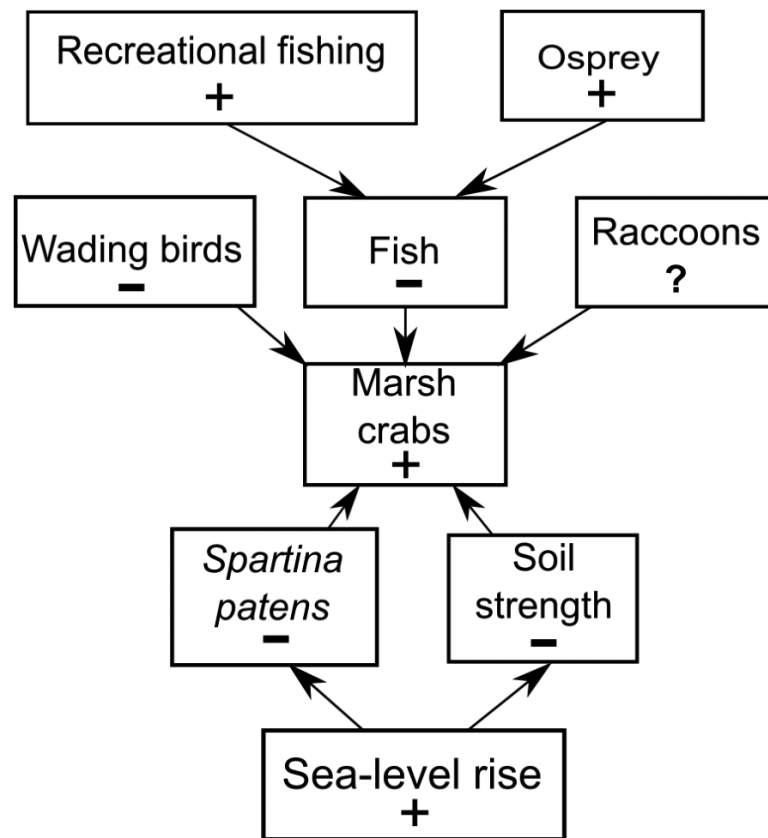 Recreational fishing
+
Osprey
+
Wading birds
-
Fish
-
Raccoons
?
Marsh
crabs
+
Spartina
patens
-
Soil
strength
-
Sea-level rise
+